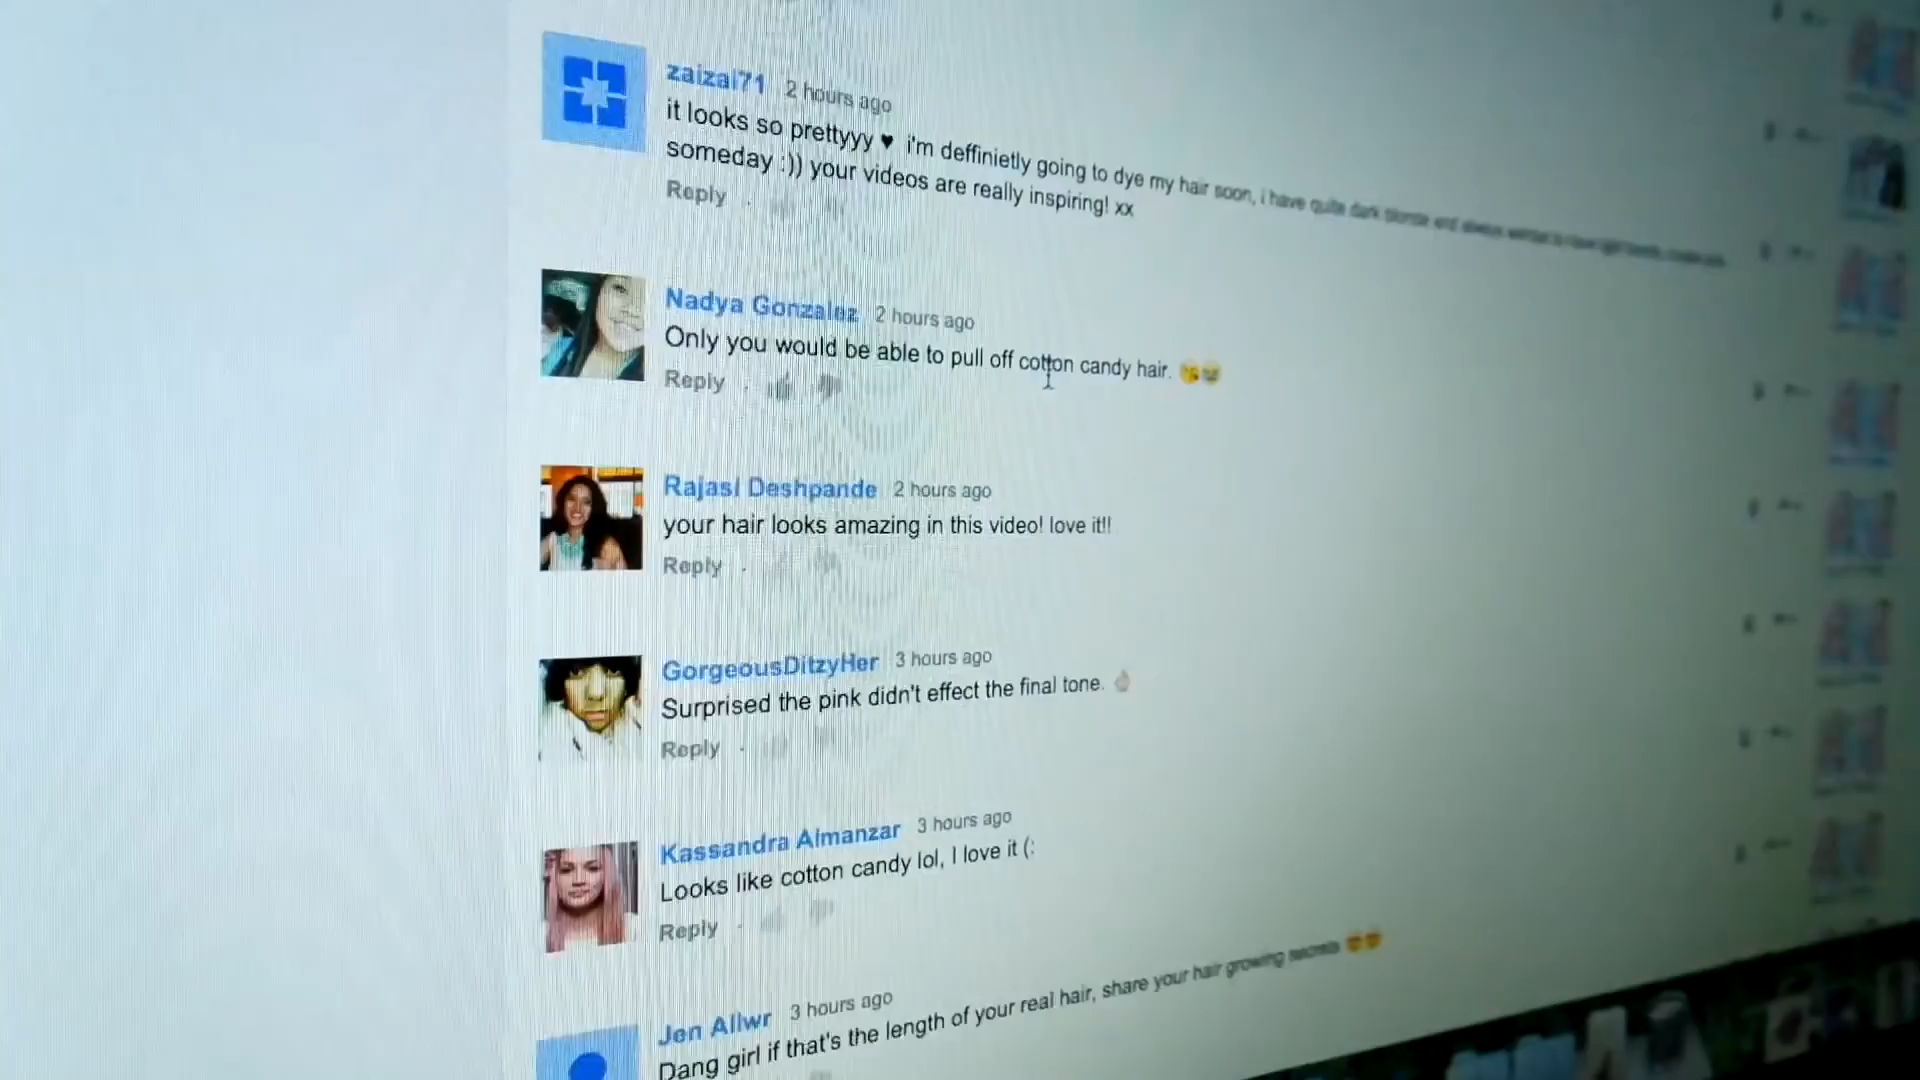 zaizai71 2 hours ago
it looks so prettyyy ♥ i'm deffinietly going to dye my hair soon, i have quite dark blonde and always wanted to have
someday :)) your videos are really inspiring! xx
Reply
Nadya Gonzalez 2 hours ago
Only you would be able to pull off cotton candy hair. 😘😂
Reply
Rajasi Deshpande 2 hours ago
your hair looks amazing in this video! love it!!
Reply
GorgeousDitzyHer 3 hours ago
Surprised the pink didn't effect the final tone. 👌
Reply
Kassandra Almanzar 3 hours ago
Looks like cotton candy lol, I love it (:
Reply
Jen Allwr 3 hours ago
Dang girl if that's the length of your real hair, share your hair growing secrets 😍😍